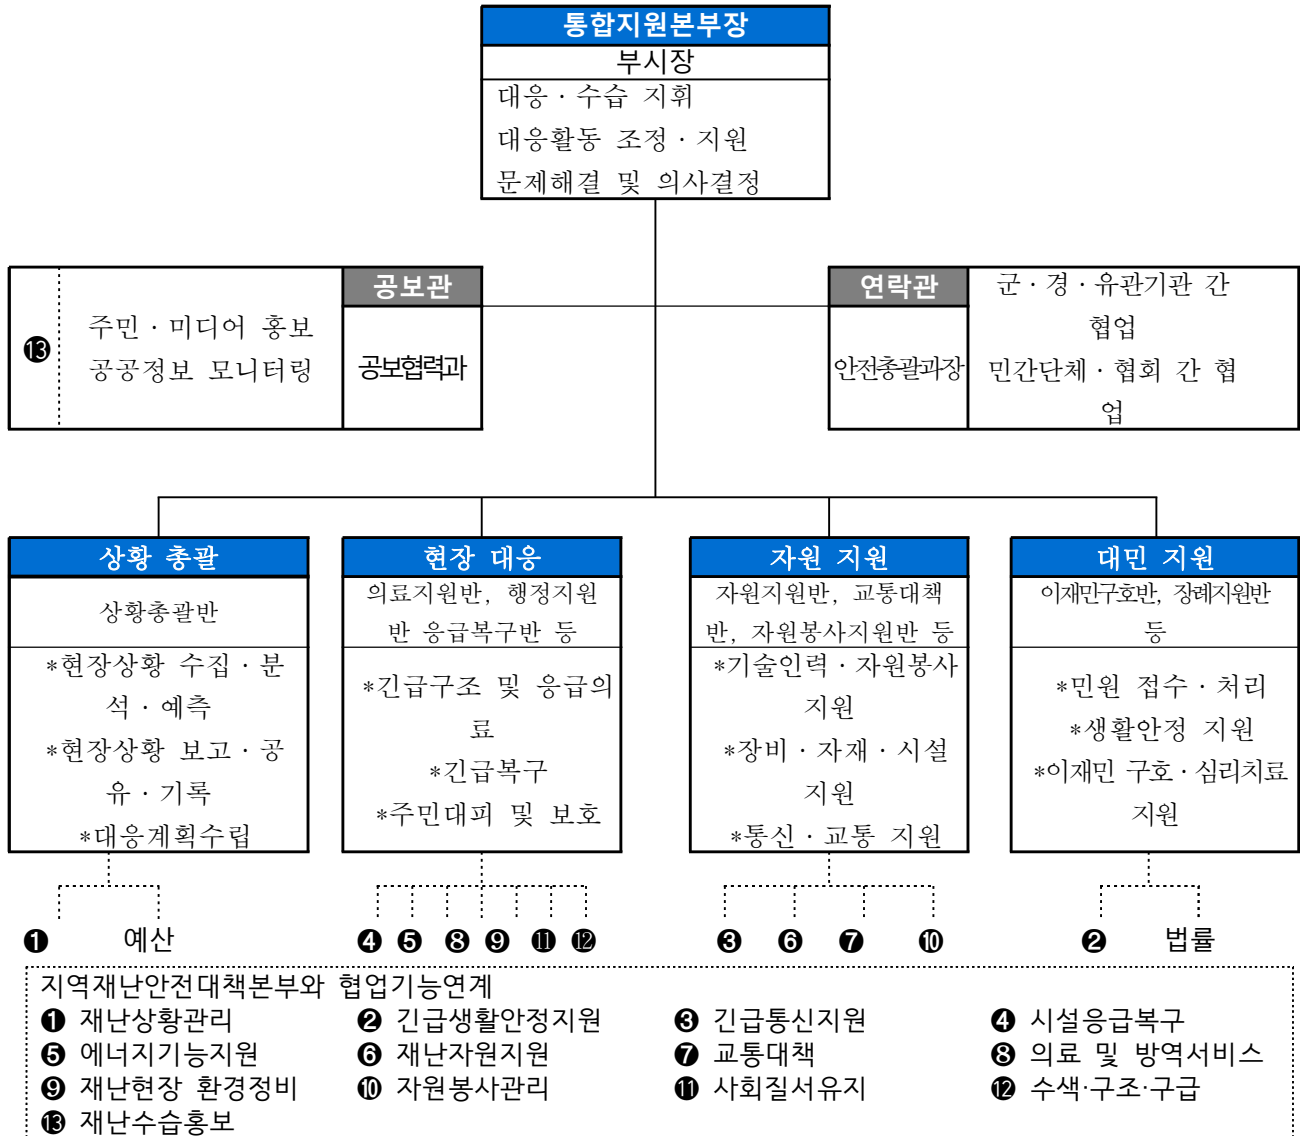 통합지원본부장
부시장
대응·수습 지휘
대응활동 조정·지원
문제해결 및 의사결정
⓭
주민·미디어 홍보
공공정보 모니터링
공보관
공보협력과
연락관
안전총괄과장
군·경·유관기관 간
협업
민간단체·협회 간 협
업
상황 총괄
상황총괄반
*현장상황 수집·분
석·예측
*현장상황 보고·공
유·기록
*대응계획수립
현장 대응
의료지원반, 행정지원
반 응급복구반 등
*긴급구조 및 응급의
료
*긴급복구
*주민대피 및 보호
자원 지원
자원지원반, 교통대책
반, 자원봉사지원반 등
*기술인력·자원봉사
지원
*장비·자재·시설
지원
*통신·교통 지원
대민 지원
이재민구호반, 장례지원반
등
*민원 접수·처리
*생활안정 지원
*이재민 구호·심리치료
지원
❶ 예산
❹ ❺ ❽ ❾ ⓫ ⓬
❸ ❻ ❼ ❿
❷ 법률
지역재난안전대책본부와 협업기능연계
❶ 재난상황관리 ❷ 긴급생활안정지원 ❸ 긴급통신지원 ❹ 시설응급복구
❺ 에너지기능지원 ❻ 재난자원지원 ❼ 교통대책 ❽ 의료 및 방역서비스
❾ 재난현장 환경정비 ❿ 자원봉사관리 ⓫ 사회질서유지 ⓬ 수색·구조·구급
⓭ 재난수습홍보